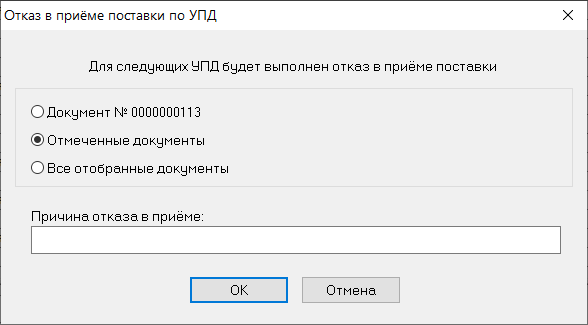 Отказ в приёме поставки по УПД
Для следующих УПД будет выполнен отказ в приёме поставки
Документ № 0000000113
Отмеченные документы
Все отобранные документы
Причина отказа в приёме:
ОК Отмена